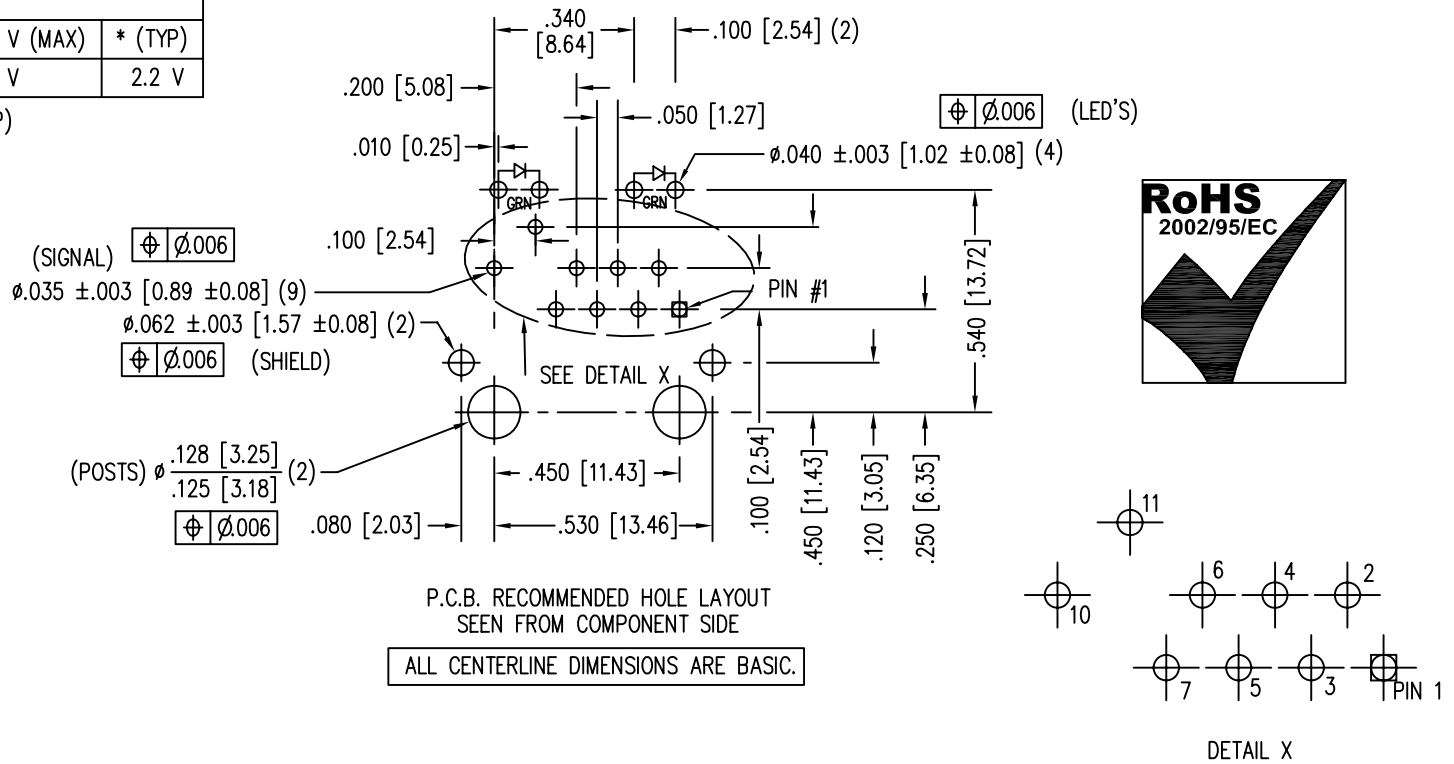 V (MAX) * (TYP)
V 2.2 V
P)
.340
[8.64]
.100 [2.54] (2)
.200 [5.08]
.050 [1.27]
⌖ Ø.006 (LED'S)
.010 [0.25]
ø.040 ±.003 [1.02 ±0.08] (4)
GRN
GRN
RoHS
2002/95/EC
.100 [2.54]
(SIGNAL) ⌖ Ø.006
ø.035 ±.003 [0.89 ±0.08] (9)
PIN #1
ø.062 ±.003 [1.57 ±0.08] (2)
⌖ Ø.006 (SHIELD)
SEE DETAIL X
.540 [13.72]
(POSTS) ø .128 [3.25]
.125 [3.18] (2)
⌖ Ø.006
.450 [11.43]
.080 [2.03]
.530 [13.46]
.100 [2.54]
.450 [11.43]
.120 [3.05]
.250 [6.35]
P.C.B. RECOMMENDED HOLE LAYOUT
SEEN FROM COMPONENT SIDE
ALL CENTERLINE DIMENSIONS ARE BASIC.
11
6 4 2
10
7 5 3 PIN 1
DETAIL X